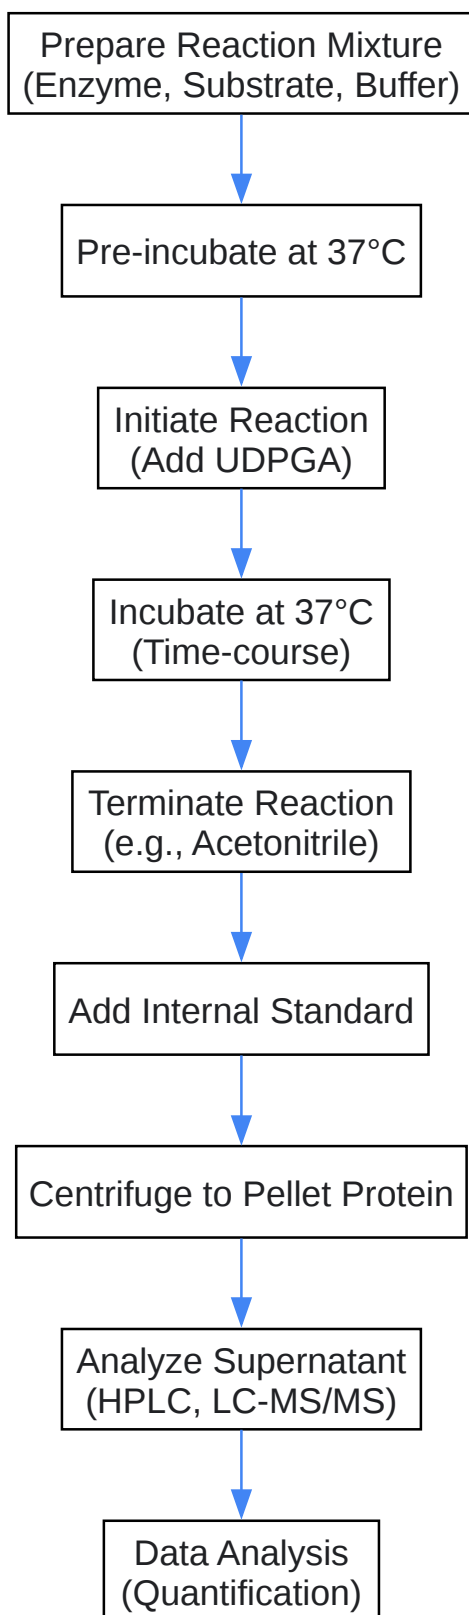 Prepare Reaction Mixture
(Enzyme, Substrate, Buffer)
Pre-incubate at 37°C
Initiate Reaction
(Add UDPGA)
Incubate at 37°C
(Time-course)
Terminate Reaction
(e.g., Acetonitrile)
Add Internal Standard
Centrifuge to Pellet Protein
Analyze Supernatant
(HPLC, LC-MS/MS)
Data Analysis
(Quantification)